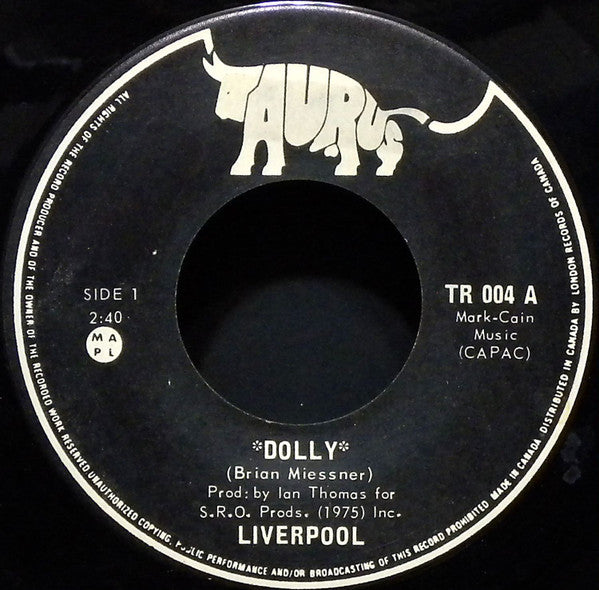 TAURUS
SIDE 1
2:40
M A
P L
TR 004 A
Mark-Cain
Music
(CAPAC)
*DOLLY*
(Brian Miessner)
Prod: by Ian Thomas for
S.R.O. Prods. (1975) Inc.
LIVERPOOL
ALL RIGHTS OF THE RECORD PRODUCER AND OF THE OWNER OF THE RECORDED WORK RESERVED UNAUTHORIZED COPYING, PUBLIC PERFORMANCE AND/OR BROADCASTING OF THIS RECORD PROHIBITED MADE IN CANADA DISTRIBUTED IN CANADA BY LONDON RECORDS OF CANADA